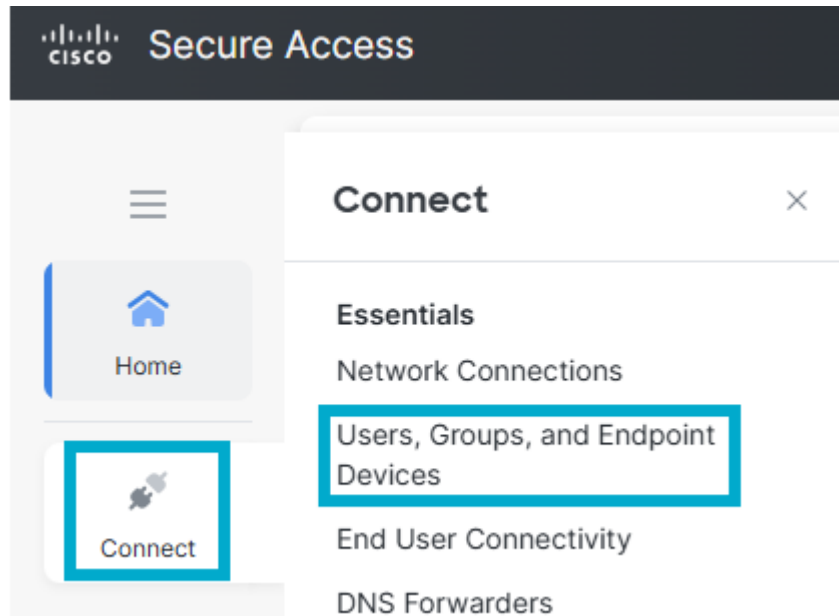 CISCO Secure Access
Connect
Home
Essentials
Network Connections
Users, Groups, and Endpoint
Devices
Connect
End User Connectivity
DNS Forwarders